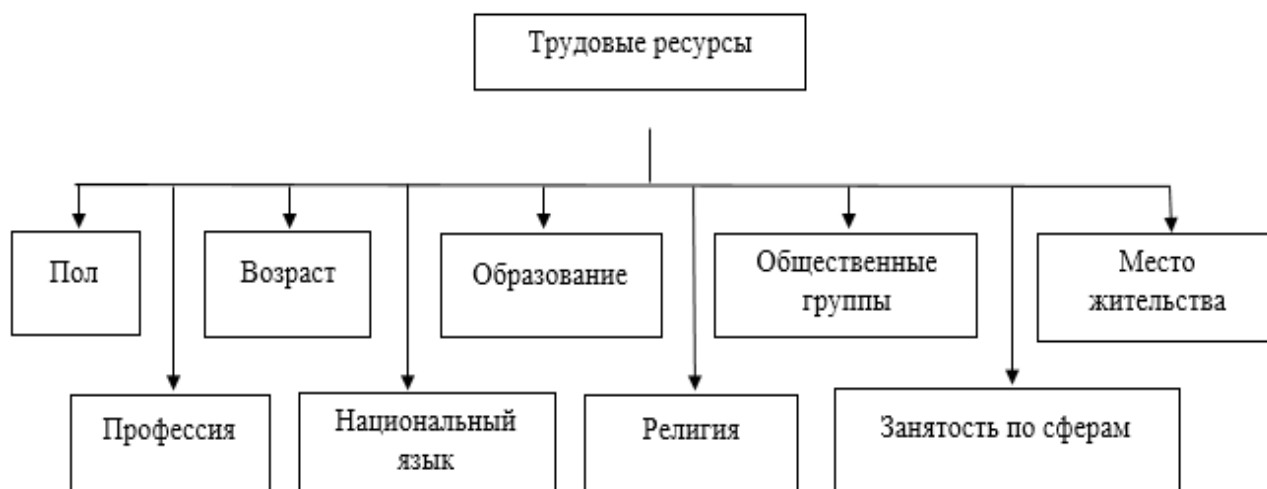 Трудовые ресурсы
Пол
Возраст
Образование
Общественные
группы
Место
жительства
Профессия
Национальный
язык
Религия
Занятость по сферам